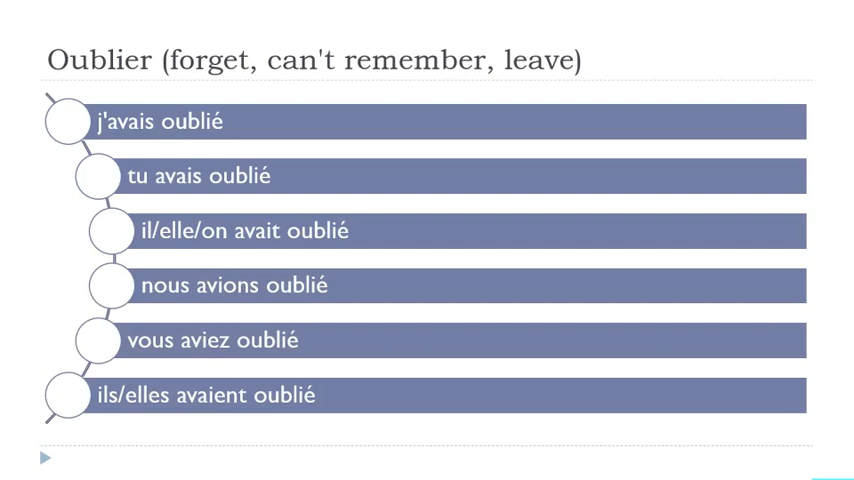 Oublier (forget, can't remember, leave)
j'avais oublié
tu avais oublié
il/elle/on avait oublié
nous avions oublié
vous aviez oublié
ils/elles avaient oublié